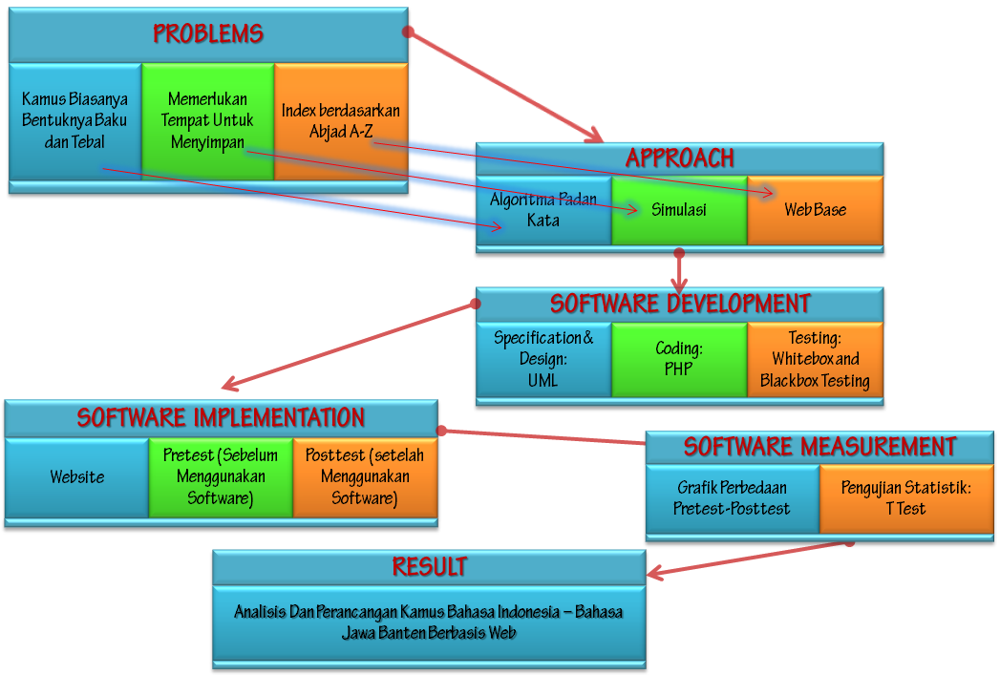 PROBLEMS
Kamus Biasanya
Bentuknya Baku
dan Tebal
Memerlukan
Tempat Untuk
Menyimpan
Index berdasarkan
Abjad A-Z
APPROACH
Algoritma Padan
Kata
Simulasi
Web Base
SOFTWARE DEVELOPMENT
Specification &
Design:
UML
Coding:
PHP
Testing:
Whitebox and
Blackbox Testing
SOFTWARE IMPLEMENTATION
Website
Pretest (Sebelum
Menggunakan
Software)
Posttest (setelah
Menggunakan
Software)
SOFTWARE MEASUREMENT
Grafik Perbedaan
Pretest-Posttest
Pengujian Statistik:
T Test
RESULT
Analisis Dan Perancangan Kamus Bahasa Indonesia – Bahasa
Jawa Banten Berbasis Web